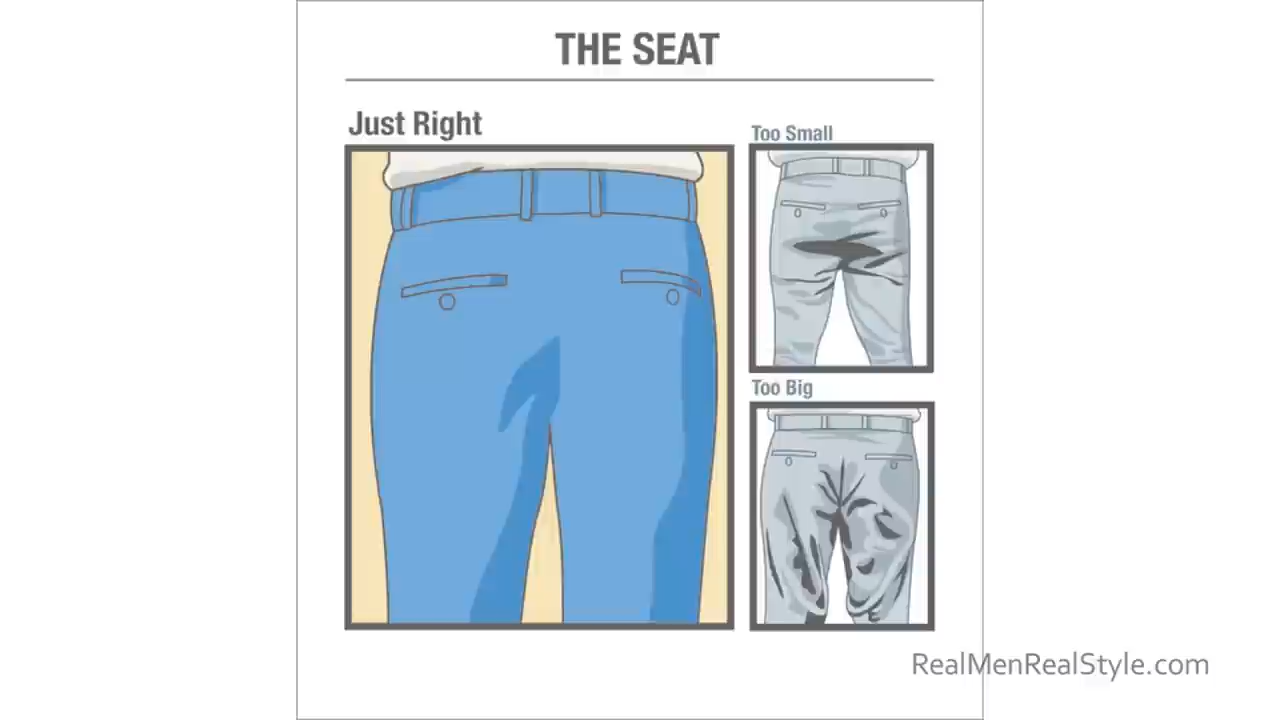 THE SEAT
Just Right
Too Small
Too Big
RealMenRealStyle.com